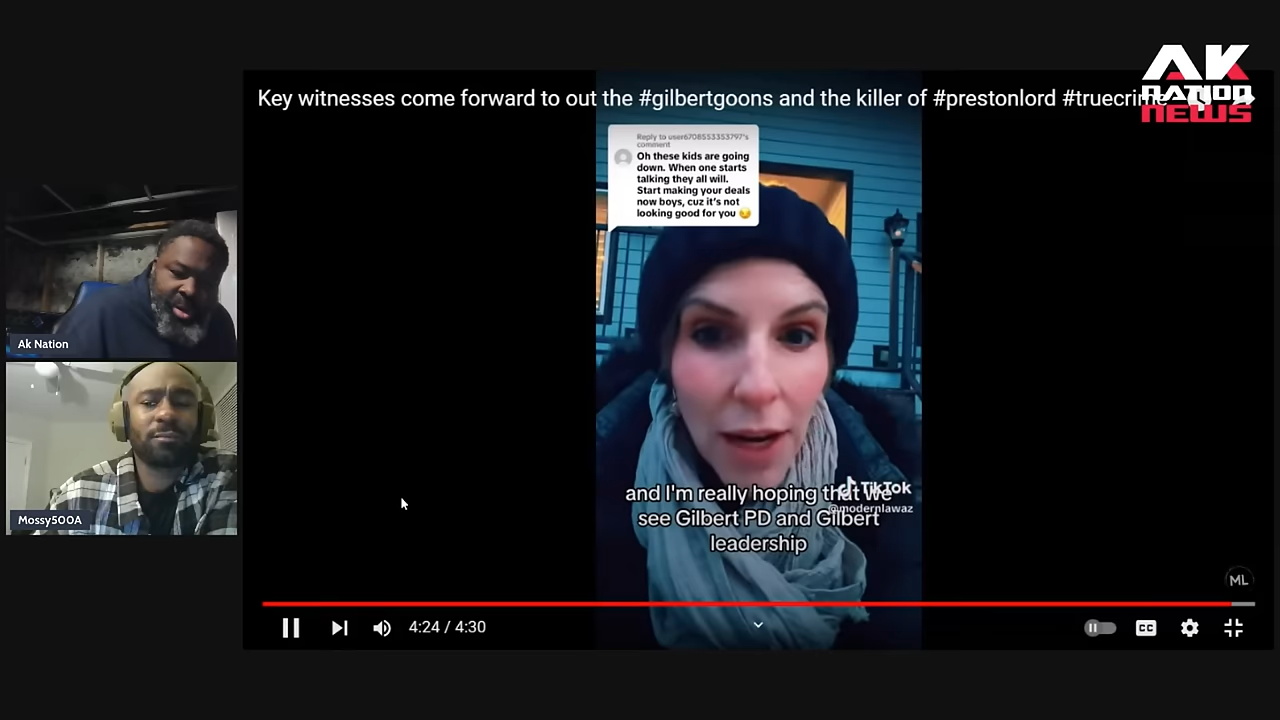 AK
NATION
NEWS
Key witnesses come forward to out the #gilbertgoons and the killer of #prestonlord #truecrime
Reply to user6708553353797's
comment
Oh these kids are going
down. When one starts
talking they all will.
Start making your deals
now boys, cuz it's not
looking good for you 😏
Ak Nation
Mossy500A
and I'm really hoping that we
see Gilbert PD and Gilbert
leadership
TikTok
@modernlawaz
ML
4:24 / 4:30
CC